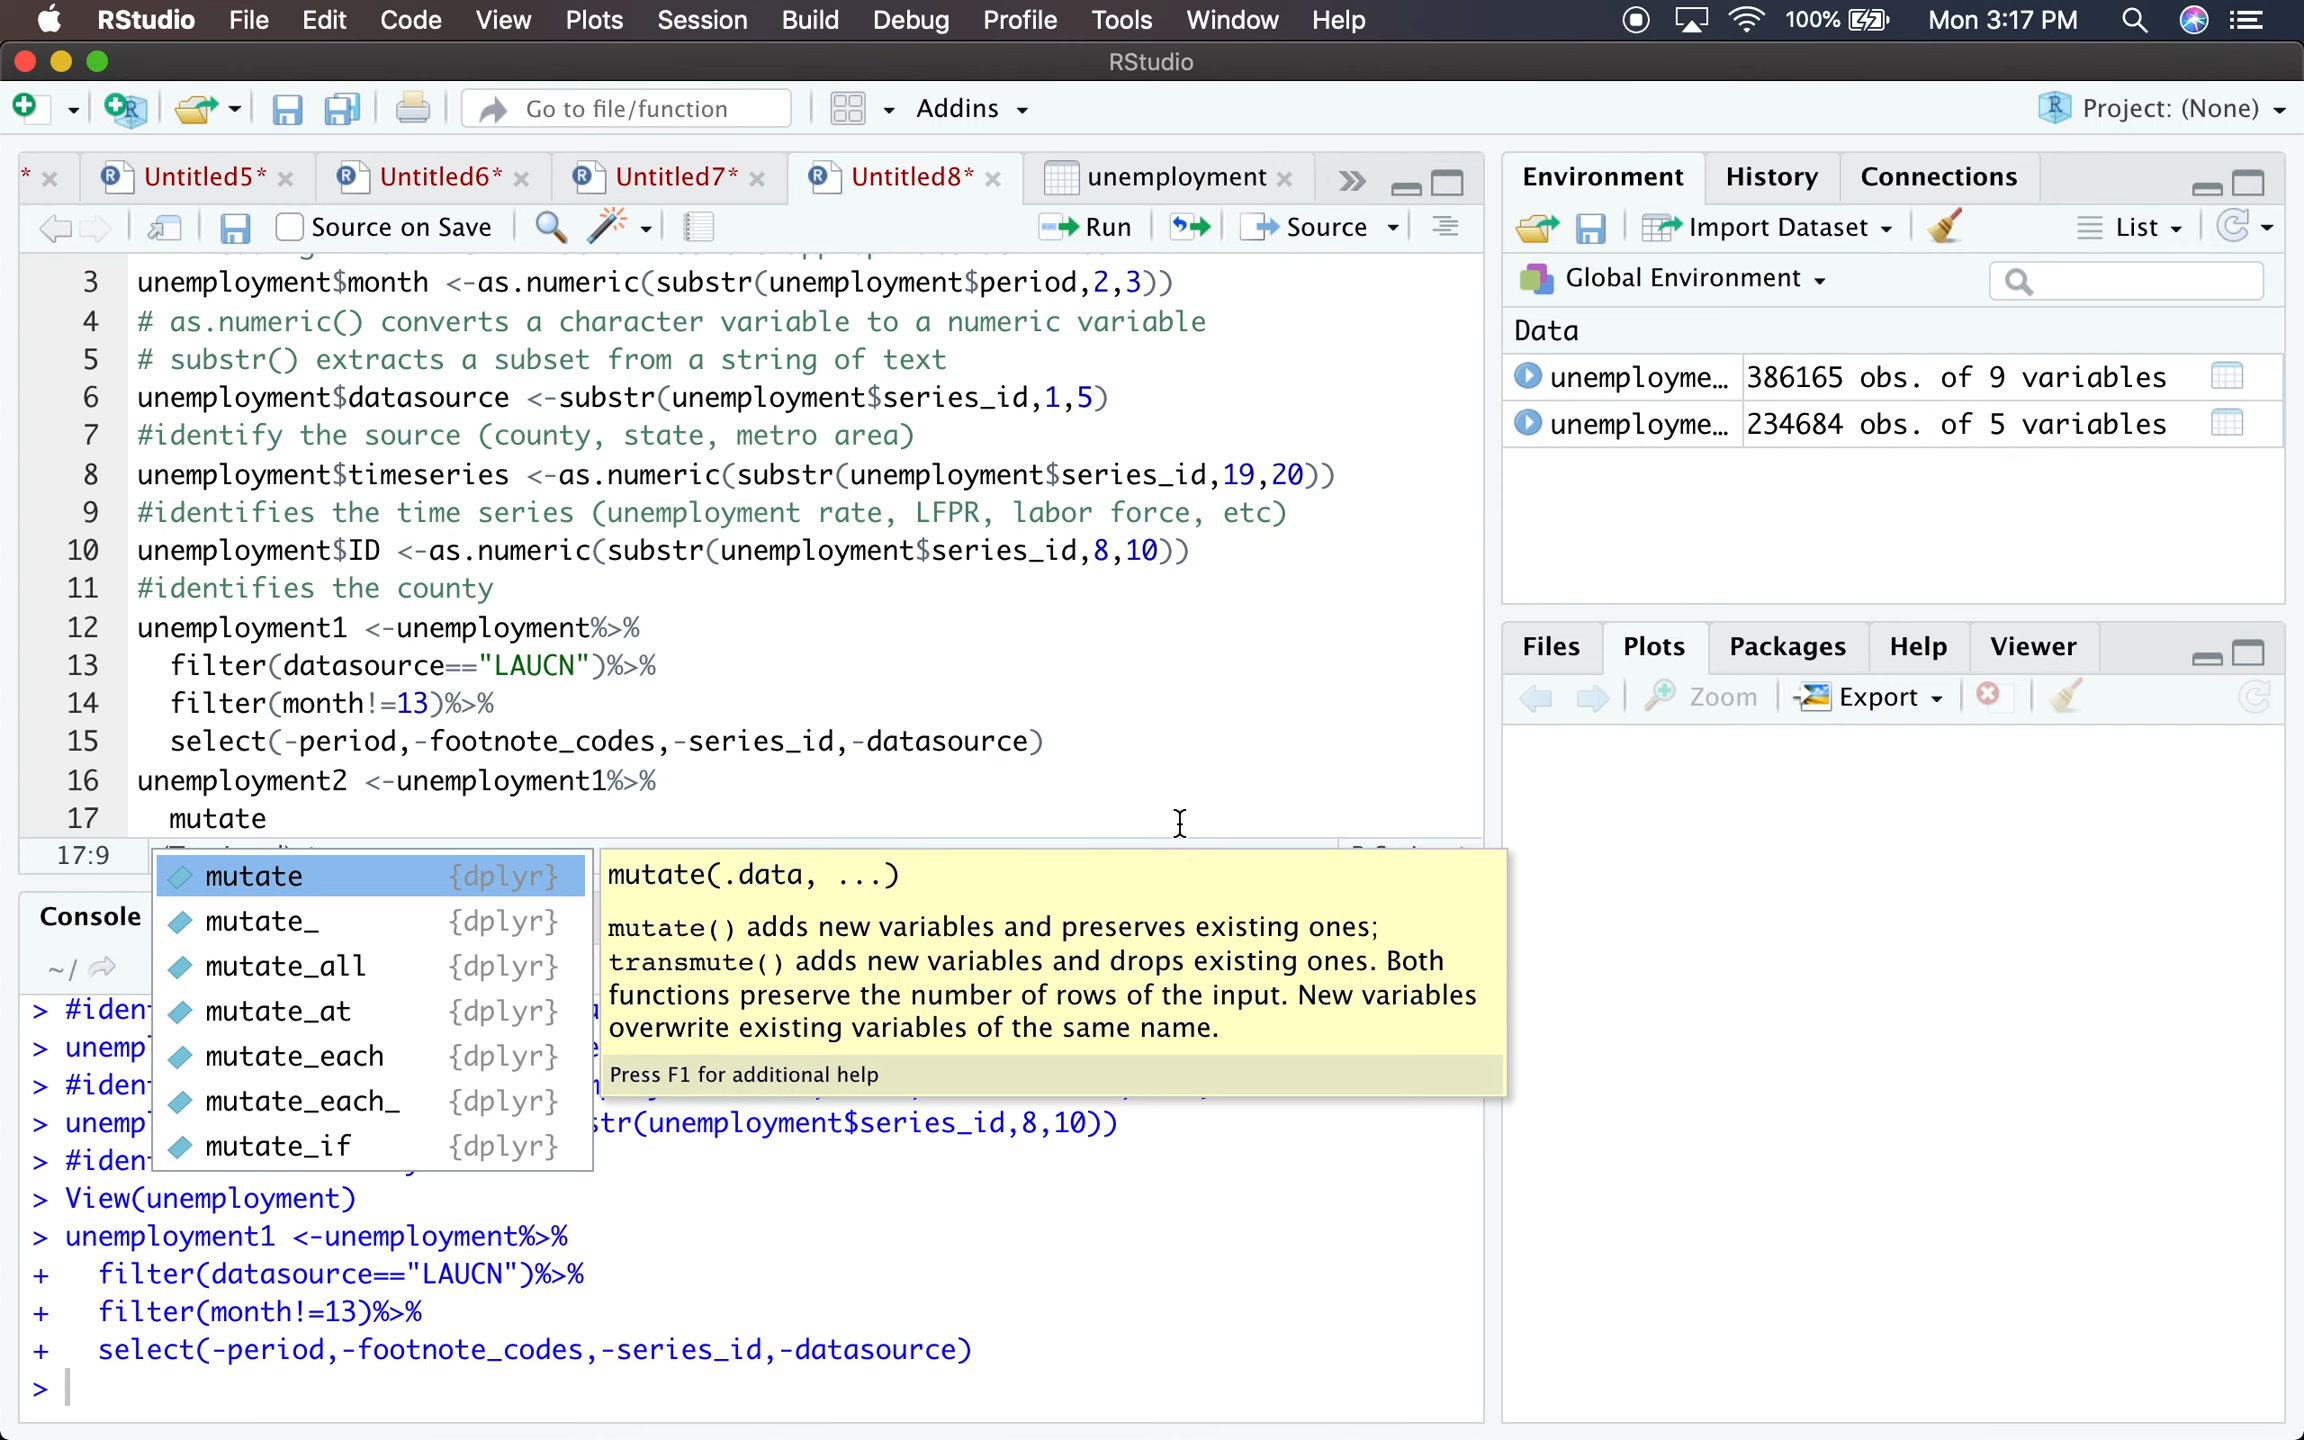 RStudio File Edit Code View Plots Session Build Debug Profile Tools Window Help 100% Mon 3:17 PM
RStudio
Go to file/function Addins Project: (None)
* Untitled5* Untitled6* Untitled7* Untitled8* unemployment
Source on Save Run Source
3 unemployment$month <-as.numeric(substr(unemployment$period,2,3))
4 # as.numeric() converts a character variable to a numeric variable
5 # substr() extracts a subset from a string of text
6 unemployment$datasource <-substr(unemployment$series_id,1,5)
7 #identify the source (county, state, metro area)
8 unemployment$timeseries <-as.numeric(substr(unemployment$series_id,19,20))
9 #identifies the time series (unemployment rate, LFPR, labor force, etc)
10 unemployment$ID <-as.numeric(substr(unemployment$series_id,8,10))
11 #identifies the county
12 unemployment1 <-unemployment%>%
13 filter(datasource=="LAUCN")%>%
14 filter(month!=13)%>%
15 select(-period,-footnote_codes,-series_id,-datasource)
16 unemployment2 <-unemployment1%>%
17 mutate
17:9
mutate {dplyr}
mutate_ {dplyr}
mutate_all {dplyr}
mutate_at {dplyr}
mutate_each {dplyr}
mutate_each_ {dplyr}
mutate_if {dplyr}
mutate(.data, ...)
mutate() adds new variables and preserves existing ones;
transmute() adds new variables and drops existing ones. Both
functions preserve the number of rows of the input. New variables
overwrite existing variables of the same name.
Press F1 for additional help
Console
~/
> #iden
> unemp
> #iden
> unemp str(unemployment$series_id,8,10))
> #iden
> View(unemployment)
> unemployment1 <-unemployment%>%
+ filter(datasource=="LAUCN")%>%
+ filter(month!=13)%>%
+ select(-period,-footnote_codes,-series_id,-datasource)
>
Environment History Connections
Import Dataset List
Global Environment
Data
unemployme… 386165 obs. of 9 variables
unemployme… 234684 obs. of 5 variables
Files Plots Packages Help Viewer
Zoom Export